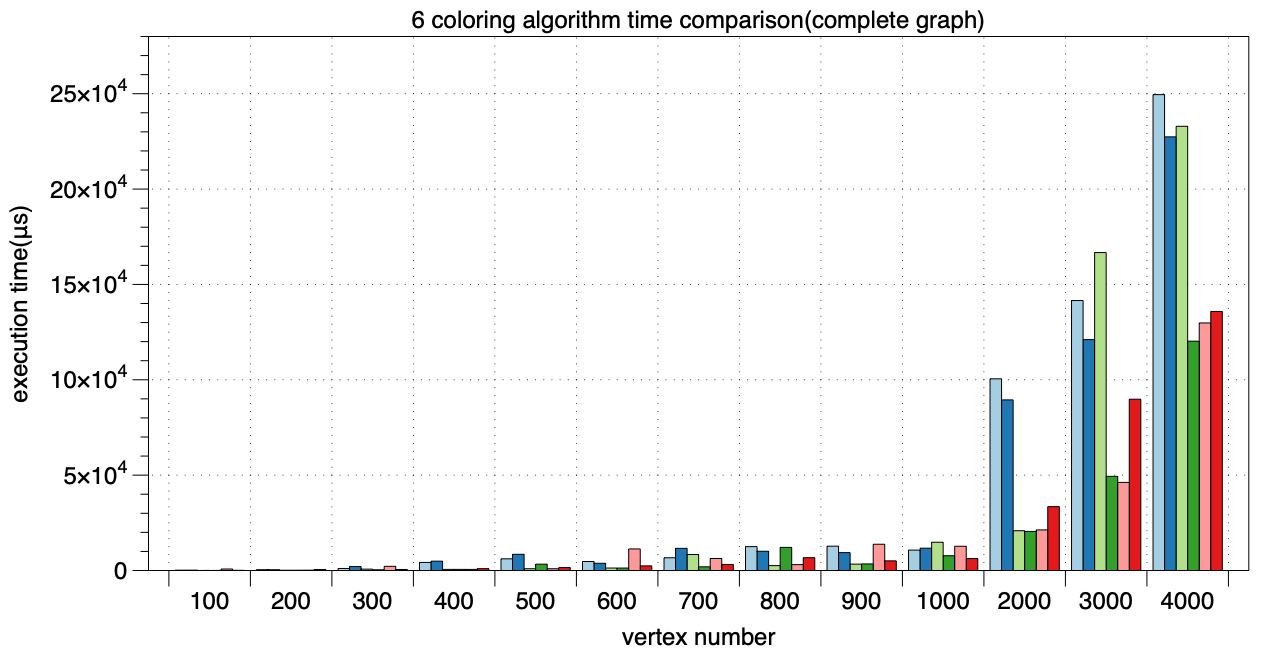 6 coloring algorithm time comparison(complete graph)
25×10⁴
20×10⁴
15×10⁴
10×10⁴
5×10⁴
0
execution time(µs)
100 200 300 400 500 600 700 800 900 1000 2000 3000 4000
vertex number